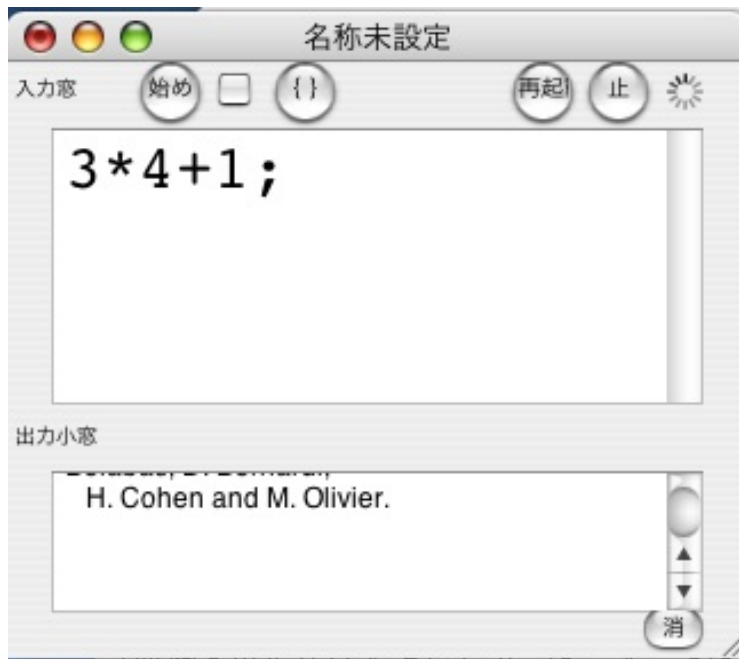 名称未設定
入力窓 始め { } 再起 止
3*4+1;
出力小窓
H. Cohen and M. Olivier.
消